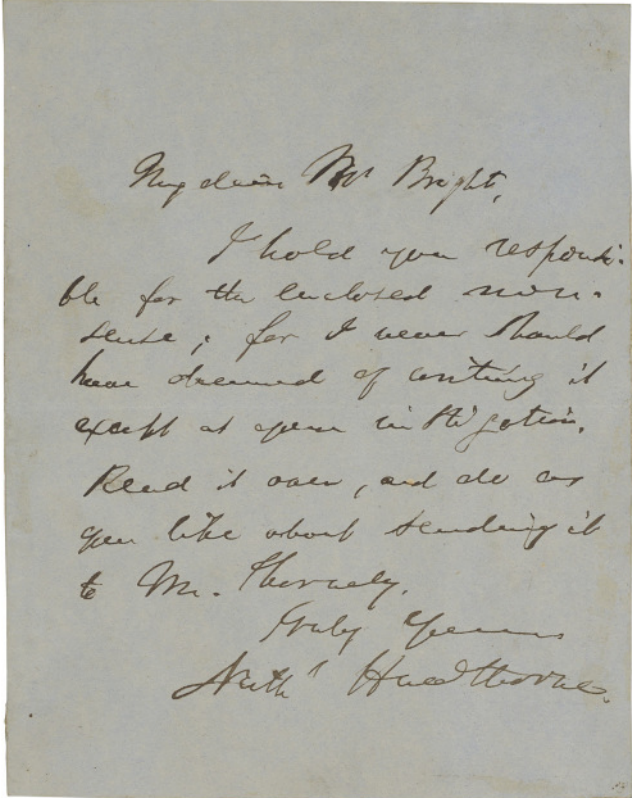 My dear Mr Bright,
I hold you responsi-
ble for the enclosed non-
sense; for I never should
have dreamed of writing it
except at your instigation.
Read it over, and do as
you like about sending it
to Mr. Thornely.
Truly Yours
Nathl Hawthorne.